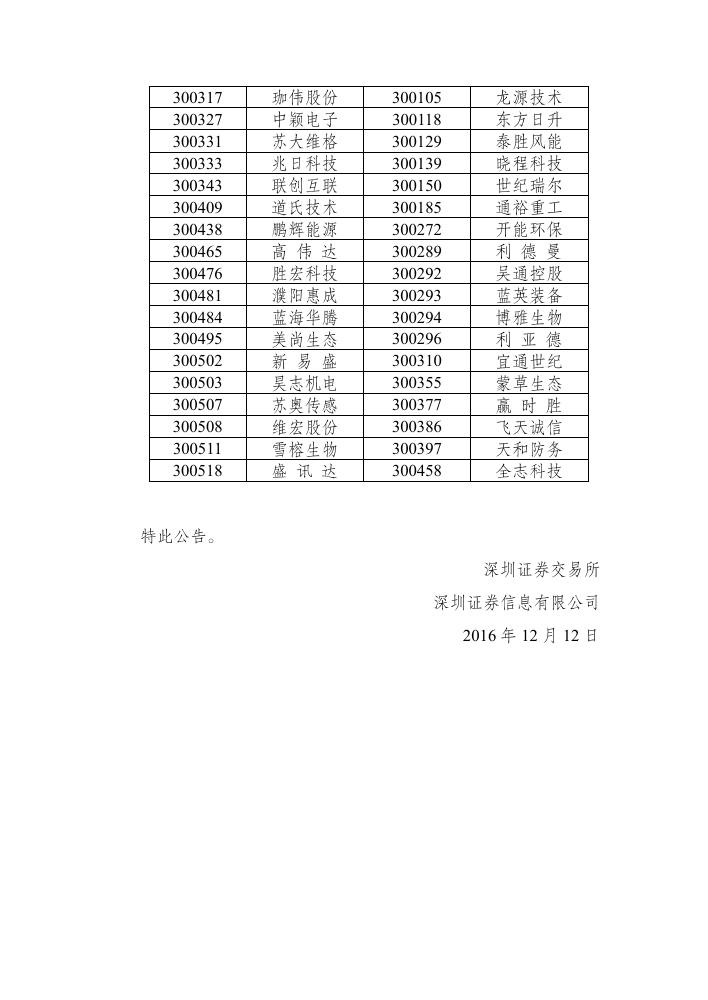 300317 珈伟股份 300105 龙源技术
300327 中颖电子 300118 东方日升
300331 苏大维格 300129 泰胜风能
300333 兆日科技 300139 晓程科技
300343 联创互联 300150 世纪瑞尔
300409 道氏技术 300185 通裕重工
300438 鹏辉能源 300272 开能环保
300465 高 伟 达 300289 利 德 曼
300476 胜宏科技 300292 吴通控股
300481 濮阳惠成 300293 蓝英装备
300484 蓝海华腾 300294 博雅生物
300495 美尚生态 300296 利 亚 德
300502 新 易 盛 300310 宜通世纪
300503 昊志机电 300355 蒙草生态
300507 苏奥传感 300377 赢 时 胜
300508 维宏股份 300386 飞天诚信
300511 雪榕生物 300397 天和防务
300518 盛 讯 达 300458 全志科技
特此公告。
深圳证券交易所
深圳证券信息有限公司
2016 年 12 月 12 日